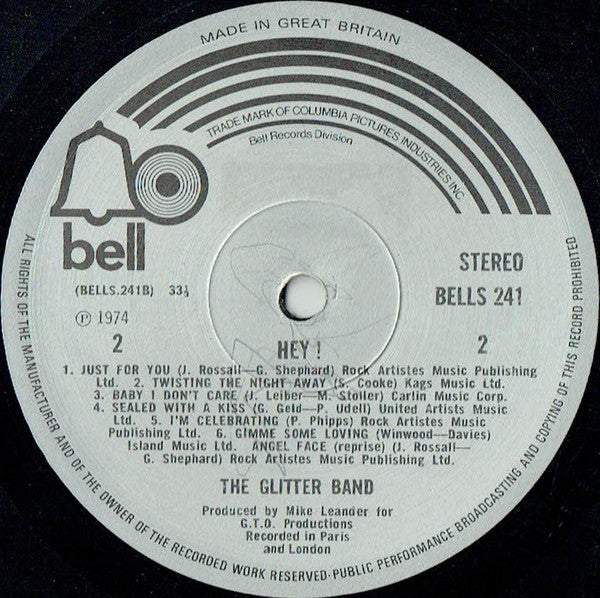 MADE IN GREAT BRITAIN
TRADE MARK OF COLUMBIA PICTURES INDUSTRIES INC.
Bell Records Division
bell
STEREO
(BELLS.241B) 33⅓
BELLS 241
Ⓟ 1974
2 HEY! 2
1. JUST FOR YOU (J. Rossall—G. Shephard) Rock Artistes Music Publishing
Ltd. 2. TWISTING THE NIGHT AWAY (S. Cooke) Kags Music Ltd.
3. BABY I DON'T CARE (J. Leiber—M. Stoller) Carlin Music Corp.
4. SEALED WITH A KISS (G. Geld—P. Udell) United Artists Music
Ltd. 5. I'M CELEBRATING (P. Phipps) Rock Artistes Music
Publishing Ltd. 6. GIMME SOME LOVING (Winwood—Davies)
Island Music Ltd. ANGEL FACE (reprise) (J. Rossall—
G. Shephard) Rock Artistes Music Publishing Ltd.
THE GLITTER BAND
Produced by Mike Leander for
G.T.O. Productions
Recorded in Paris
and London
ALL RIGHTS OF THE MANUFACTURER AND OF THE OWNER OF THE RECORDED WORK RESERVED·PUBLIC PERFORMANCE BROADCASTING AND COPYING OF THIS RECORD PROHIBITED